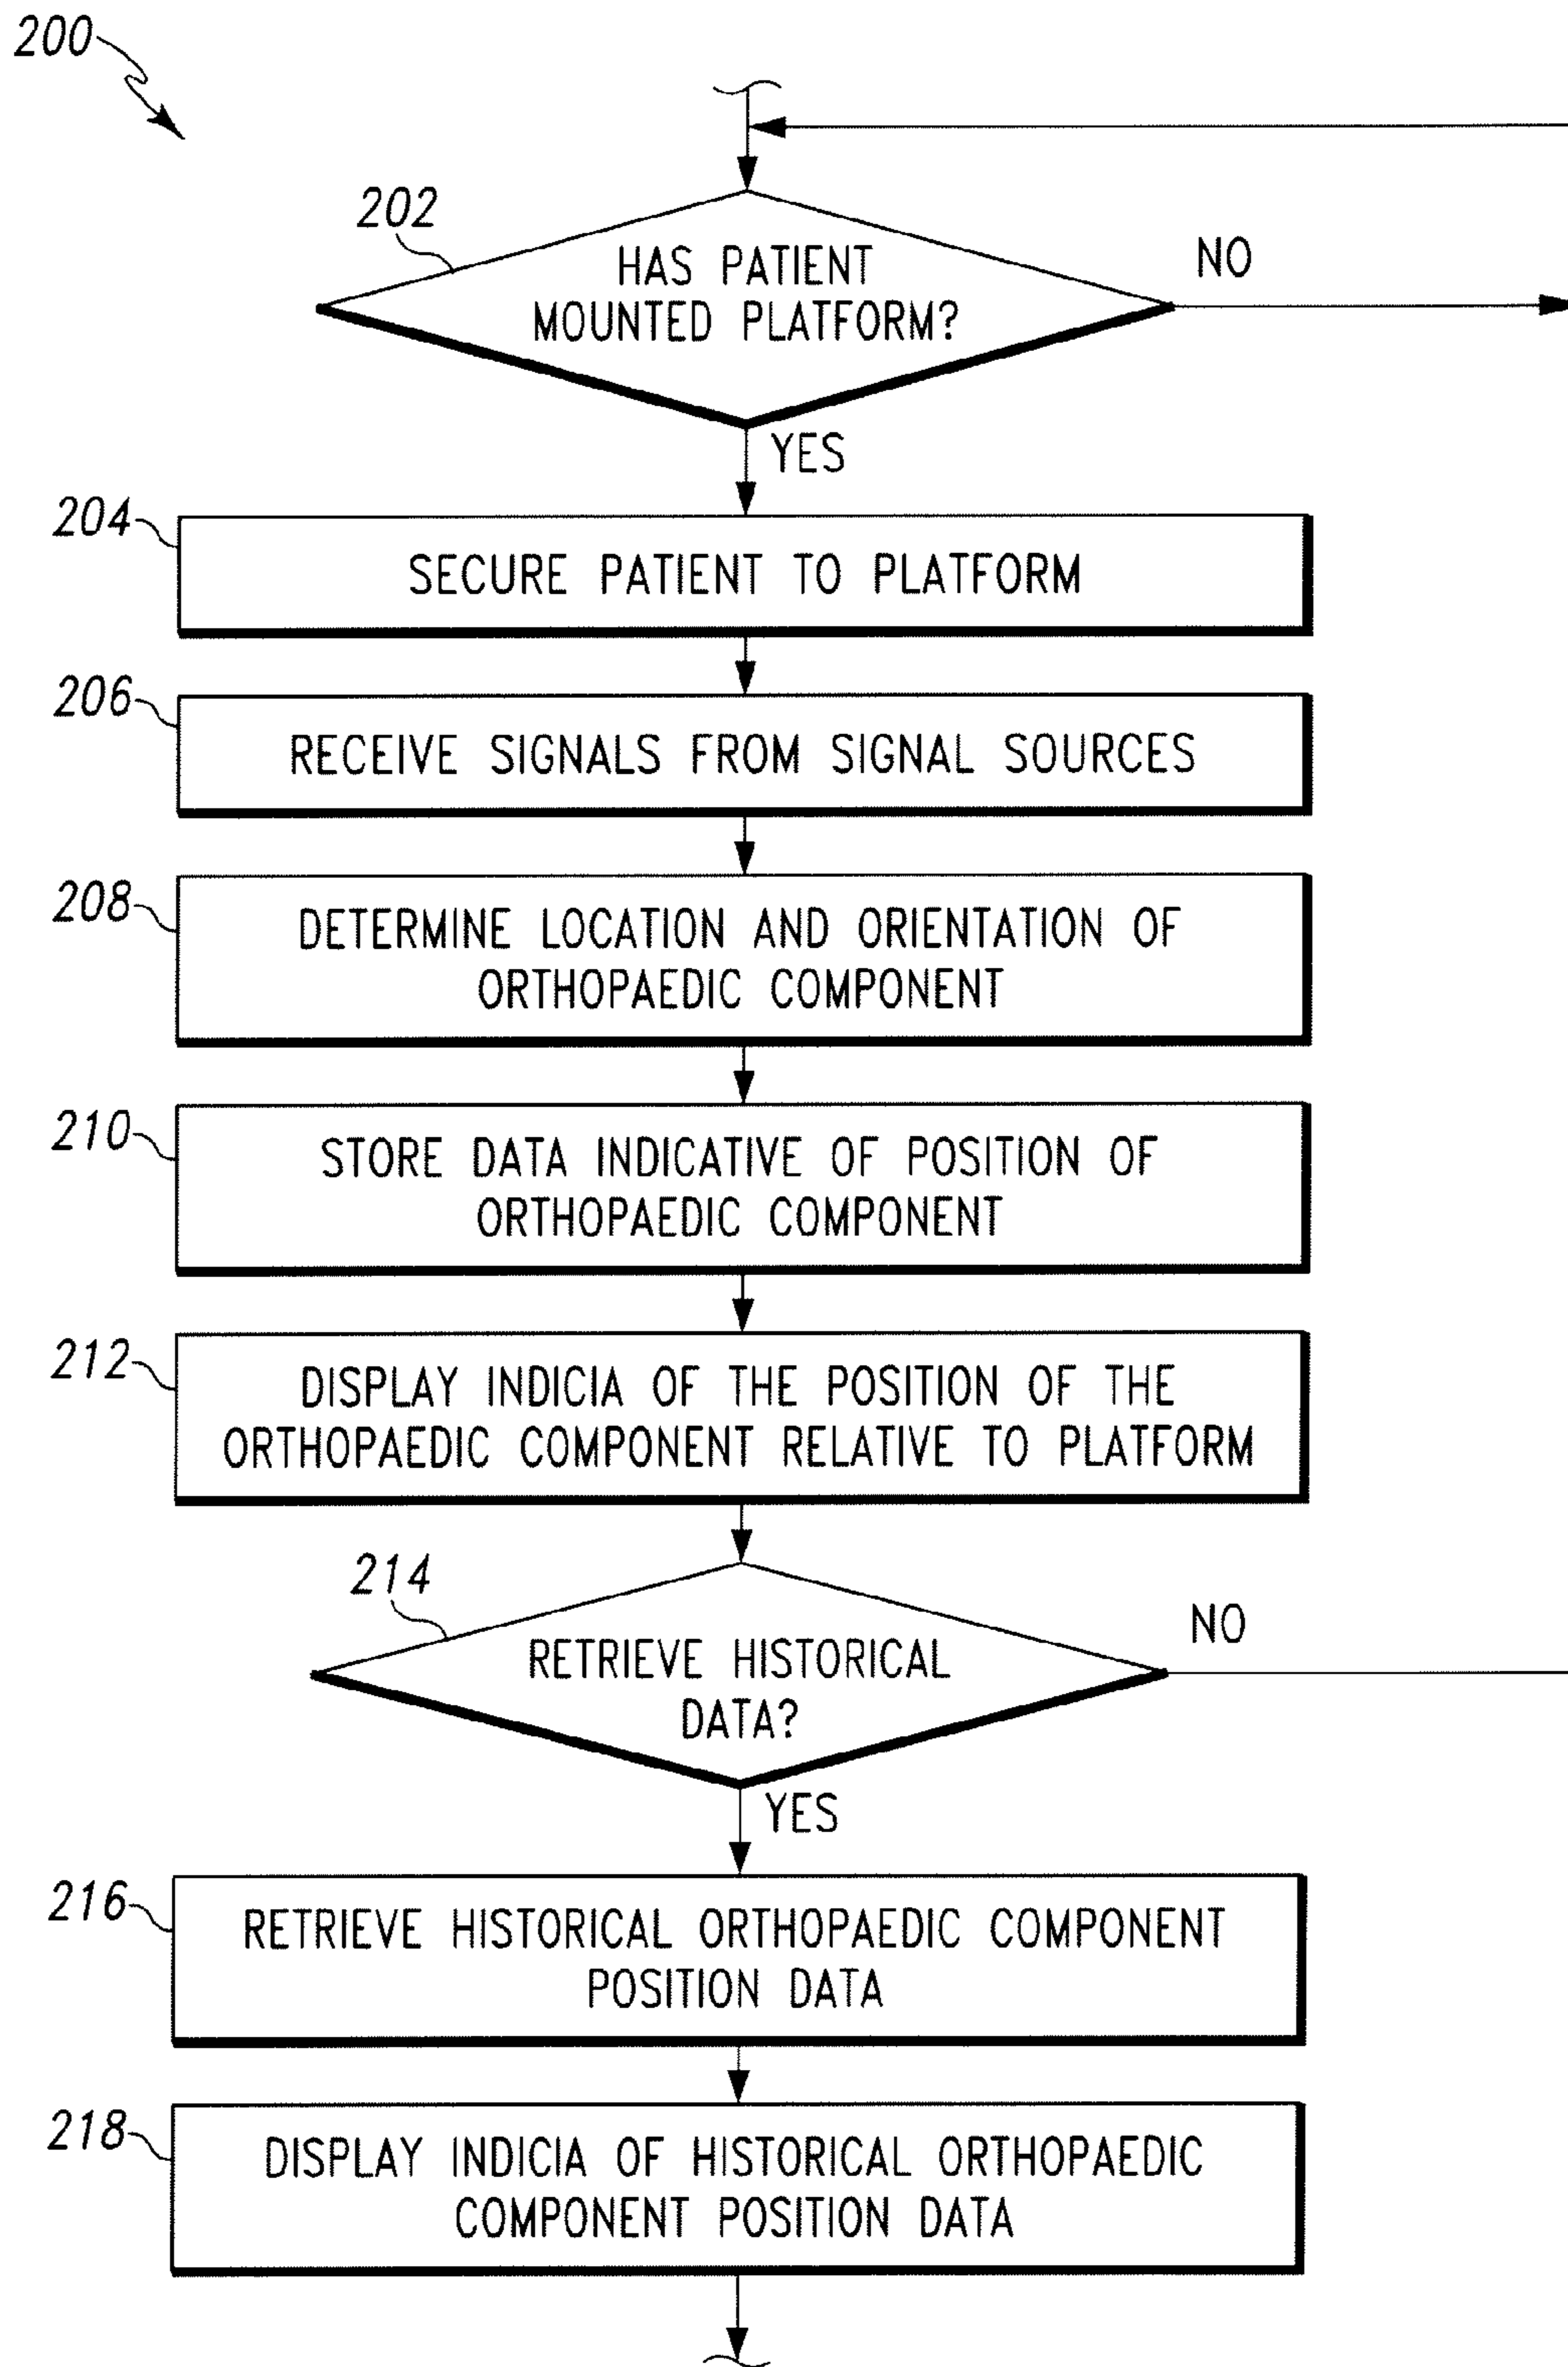 200
202
HAS PATIENT
MOUNTED PLATFORM?
NO
YES
204
SECURE PATIENT TO PLATFORM
206
RECEIVE SIGNALS FROM SIGNAL SOURCES
208
DETERMINE LOCATION AND ORIENTATION OF
ORTHOPAEDIC COMPONENT
210
STORE DATA INDICATIVE OF POSITION OF
ORTHOPAEDIC COMPONENT
212
DISPLAY INDICIA OF THE POSITION OF THE
ORTHOPAEDIC COMPONENT RELATIVE TO PLATFORM
214
RETRIEVE HISTORICAL
DATA?
NO
YES
216
RETRIEVE HISTORICAL ORTHOPAEDIC COMPONENT
POSITION DATA
218
DISPLAY INDICIA OF HISTORICAL ORTHOPAEDIC
COMPONENT POSITION DATA